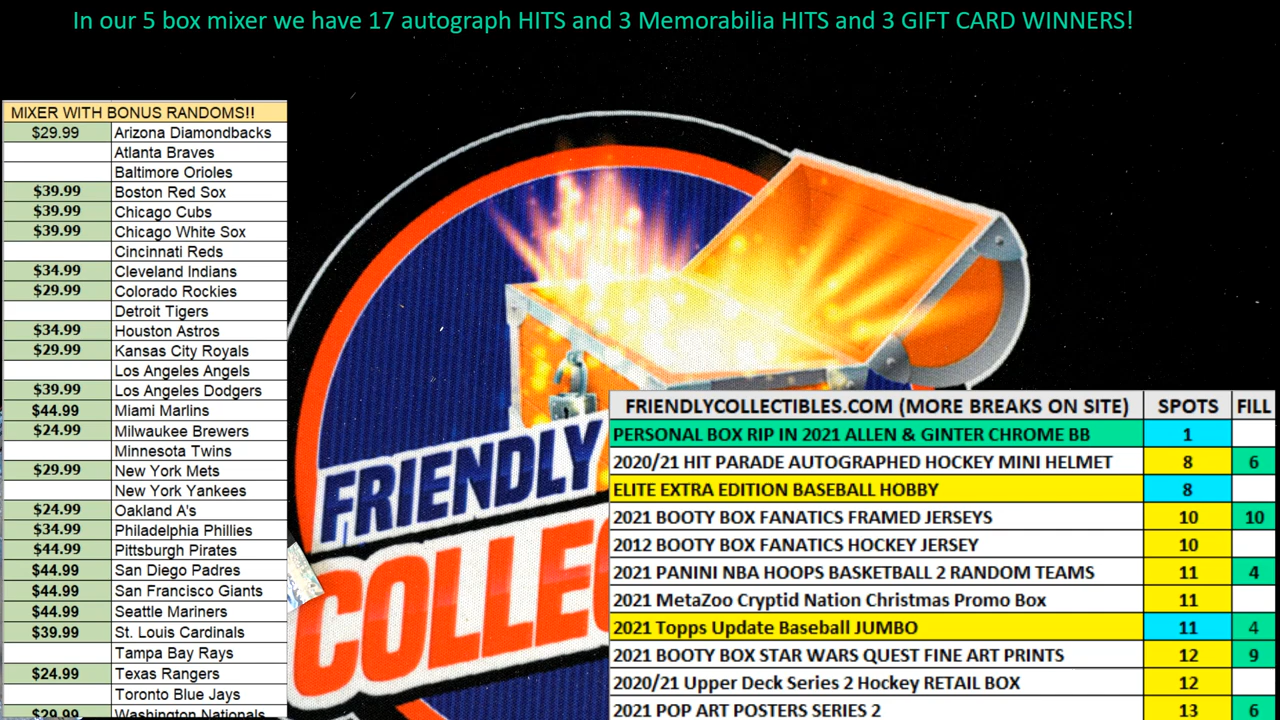 In our 5 box mixer we have 17 autograph HITS and 3 Memorabilia HITS and 3 GIFT CARD WINNERS!
MIXER WITH BONUS RANDOMS!!
$29.99 Arizona Diamondbacks
Atlanta Braves
Baltimore Orioles
$39.99 Boston Red Sox
$39.99 Chicago Cubs
$39.99 Chicago White Sox
Cincinnati Reds
$34.99 Cleveland Indians
$29.99 Colorado Rockies
Detroit Tigers
$34.99 Houston Astros
$29.99 Kansas City Royals
Los Angeles Angels
$39.99 Los Angeles Dodgers
$44.99 Miami Marlins
$24.99 Milwaukee Brewers
Minnesota Twins
$29.99 New York Mets
New York Yankees
$24.99 Oakland A's
$34.99 Philadelphia Phillies
$44.99 Pittsburgh Pirates
$44.99 San Diego Padres
$44.99 San Francisco Giants
$44.99 Seattle Mariners
$39.99 St. Louis Cardinals
Tampa Bay Rays
$24.99 Texas Rangers
Toronto Blue Jays
$29.99 Washington Nationals
FRIENDLY
COLLEC
FRIENDLYCOLLECTIBLES.COM (MORE BREAKS ON SITE) SPOTS FILL
PERSONAL BOX RIP IN 2021 ALLEN & GINTER CHROME BB 1
2020/21 HIT PARADE AUTOGRAPHED HOCKEY MINI HELMET 8 6
ELITE EXTRA EDITION BASEBALL HOBBY 8
2021 BOOTY BOX FANATICS FRAMED JERSEYS 10 10
2012 BOOTY BOX FANATICS HOCKEY JERSEY 10
2021 PANINI NBA HOOPS BASKETBALL 2 RANDOM TEAMS 11 4
2021 MetaZoo Cryptid Nation Christmas Promo Box 11
2021 Topps Update Baseball JUMBO 11 4
2021 BOOTY BOX STAR WARS QUEST FINE ART PRINTS 12 9
2020/21 Upper Deck Series 2 Hockey RETAIL BOX 12
2021 POP ART POSTERS SERIES 2 13 6